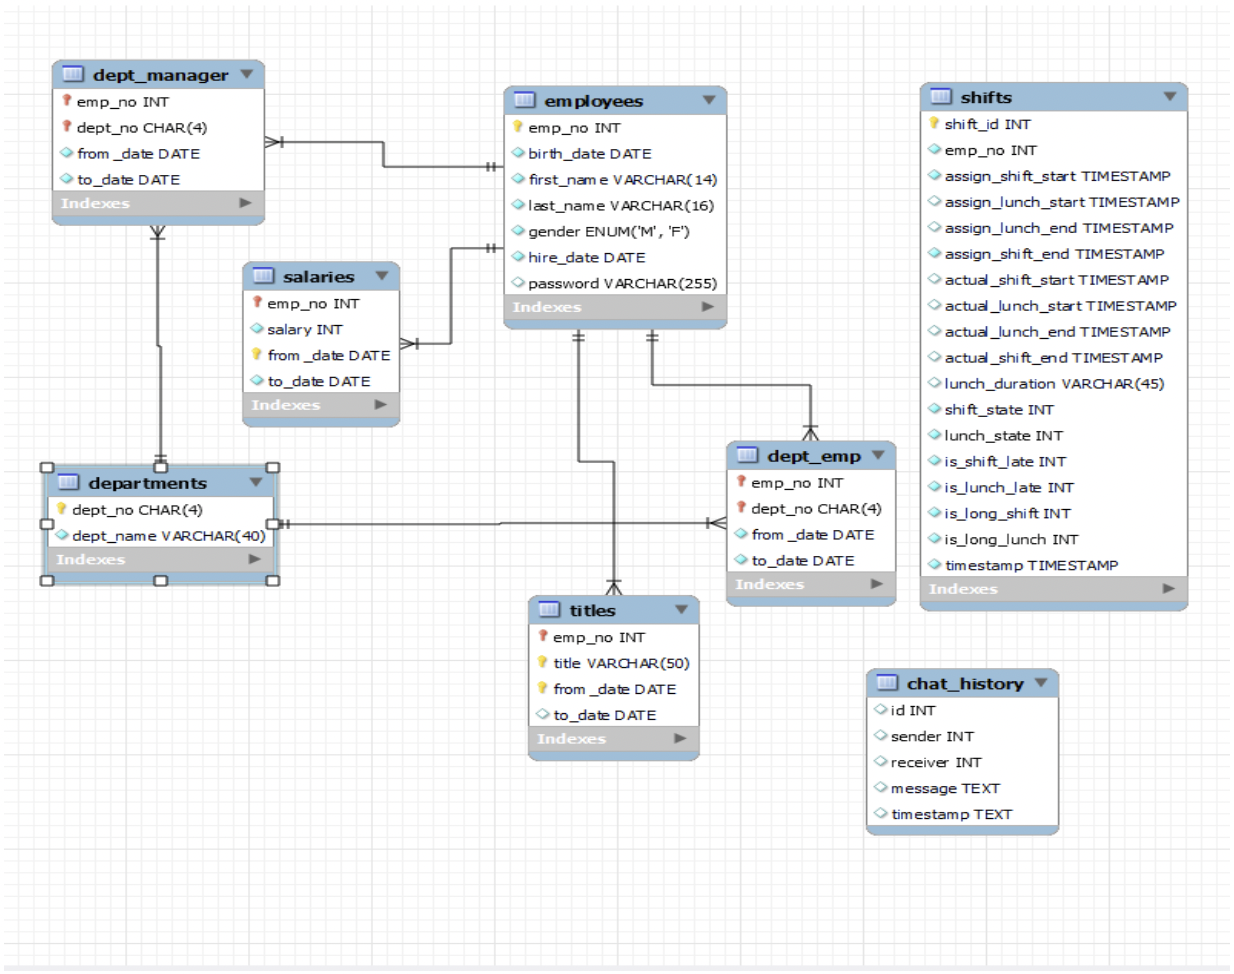 dept_manager
emp_no INT
dept_no CHAR(4)
from_date DATE
to_date DATE
Indexes
employees
emp_no INT
birth_date DATE
first_name VARCHAR(14)
last_name VARCHAR(16)
gender ENUM('M', 'F')
hire_date DATE
password VARCHAR(255)
Indexes
shifts
shift_id INT
emp_no INT
assign_shift_start TIMESTAMP
assign_lunch_start TIMESTAMP
assign_lunch_end TIMESTAMP
assign_shift_end TIMESTAMP
actual_shift_start TIMESTAMP
actual_lunch_start TIMESTAMP
actual_lunch_end TIMESTAMP
actual_shift_end TIMESTAMP
lunch_duration VARCHAR(45)
shift_state INT
lunch_state INT
is_shift_late INT
is_lunch_late INT
is_long_shift INT
is_long_lunch INT
timestamp TIMESTAMP
Indexes
salaries
emp_no INT
salary INT
from_date DATE
to_date DATE
Indexes
departments
dept_no CHAR(4)
dept_name VARCHAR(40)
Indexes
dept_emp
emp_no INT
dept_no CHAR(4)
from_date DATE
to_date DATE
Indexes
titles
emp_no INT
title VARCHAR(50)
from_date DATE
to_date DATE
Indexes
chat_history
id INT
sender INT
receiver INT
message TEXT
timestamp TEXT